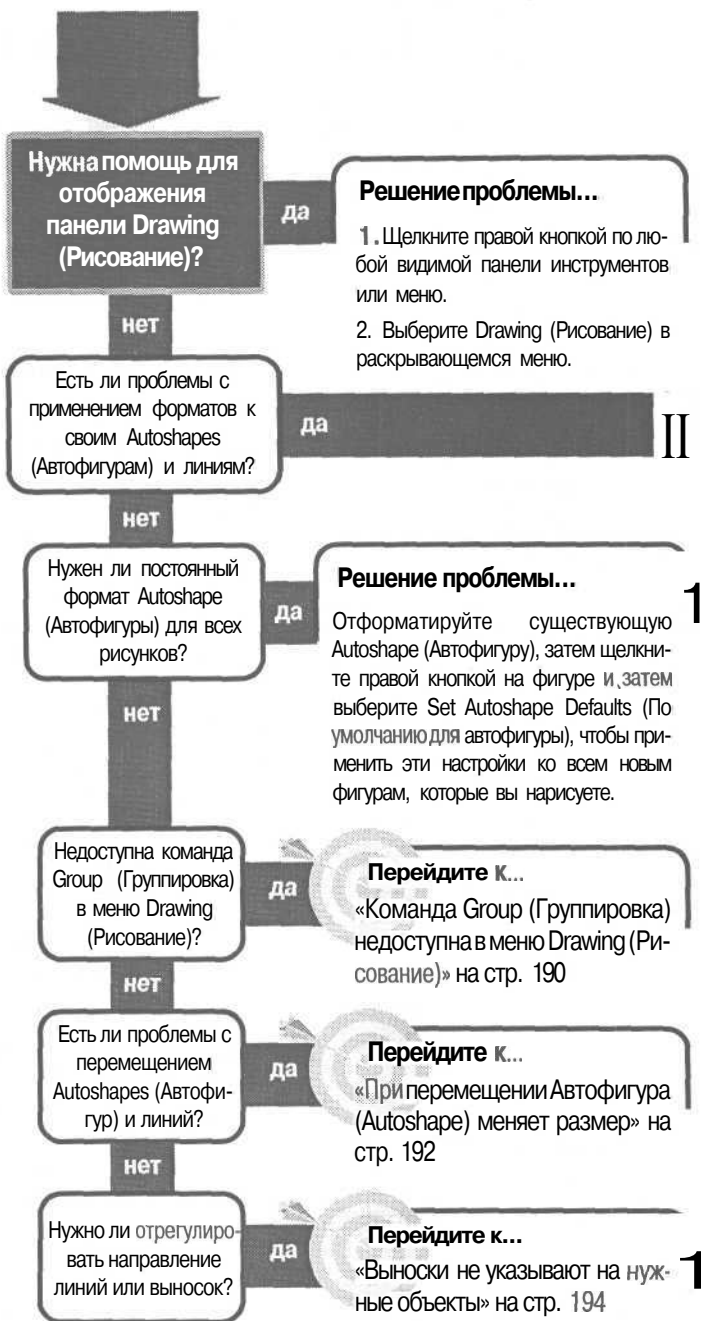 Нужна помощь для
отображения
панели Drawing
(Рисование)?
да
Решение проблемы...
1. Щелкните правой кнопкой по лю-
бой видимой панели инструментов
или меню.
2. Выберите Drawing (Рисование) в
раскрывающемся меню.
нет
Есть ли проблемы с
применением форматов к
своим Autoshapes
(Автофигурам) и линиям?
да
II
нет
Нужен ли постоянный
формат Autoshape
(Автофигуры) для всех
рисунков?
да
Решение проблемы...
1
Отформатируйте существующую
Autoshape (Автофигуру), затем щелкни-
те правой кнопкой на фигуре и затем
выберите Set Autoshape Defaults (По
умолчанию для автофигуры), чтобы при-
менить эти настройки ко всем новым
фигурам, которые вы нарисуете.
нет
Недоступна команда
Group (Группировка)
в меню Drawing
(Рисование)?
да
Перейдите к...
«Команда Group (Группировка)
недоступна в меню Drawing (Ри-
сование)» на стр. 190
нет
Есть ли проблемы с
перемещением
Autoshapes (Автофи-
гур) и линий?
да
Перейдите к...
«При перемещении Автофигура
(Autoshape) меняет размер» на
стр. 192
нет
Нужно ли отрегулиро-
вать направление
линий или выносок?
да
Перейдите к...
«Выноски не указывают на нуж-
ные объекты» на стр. 194
1